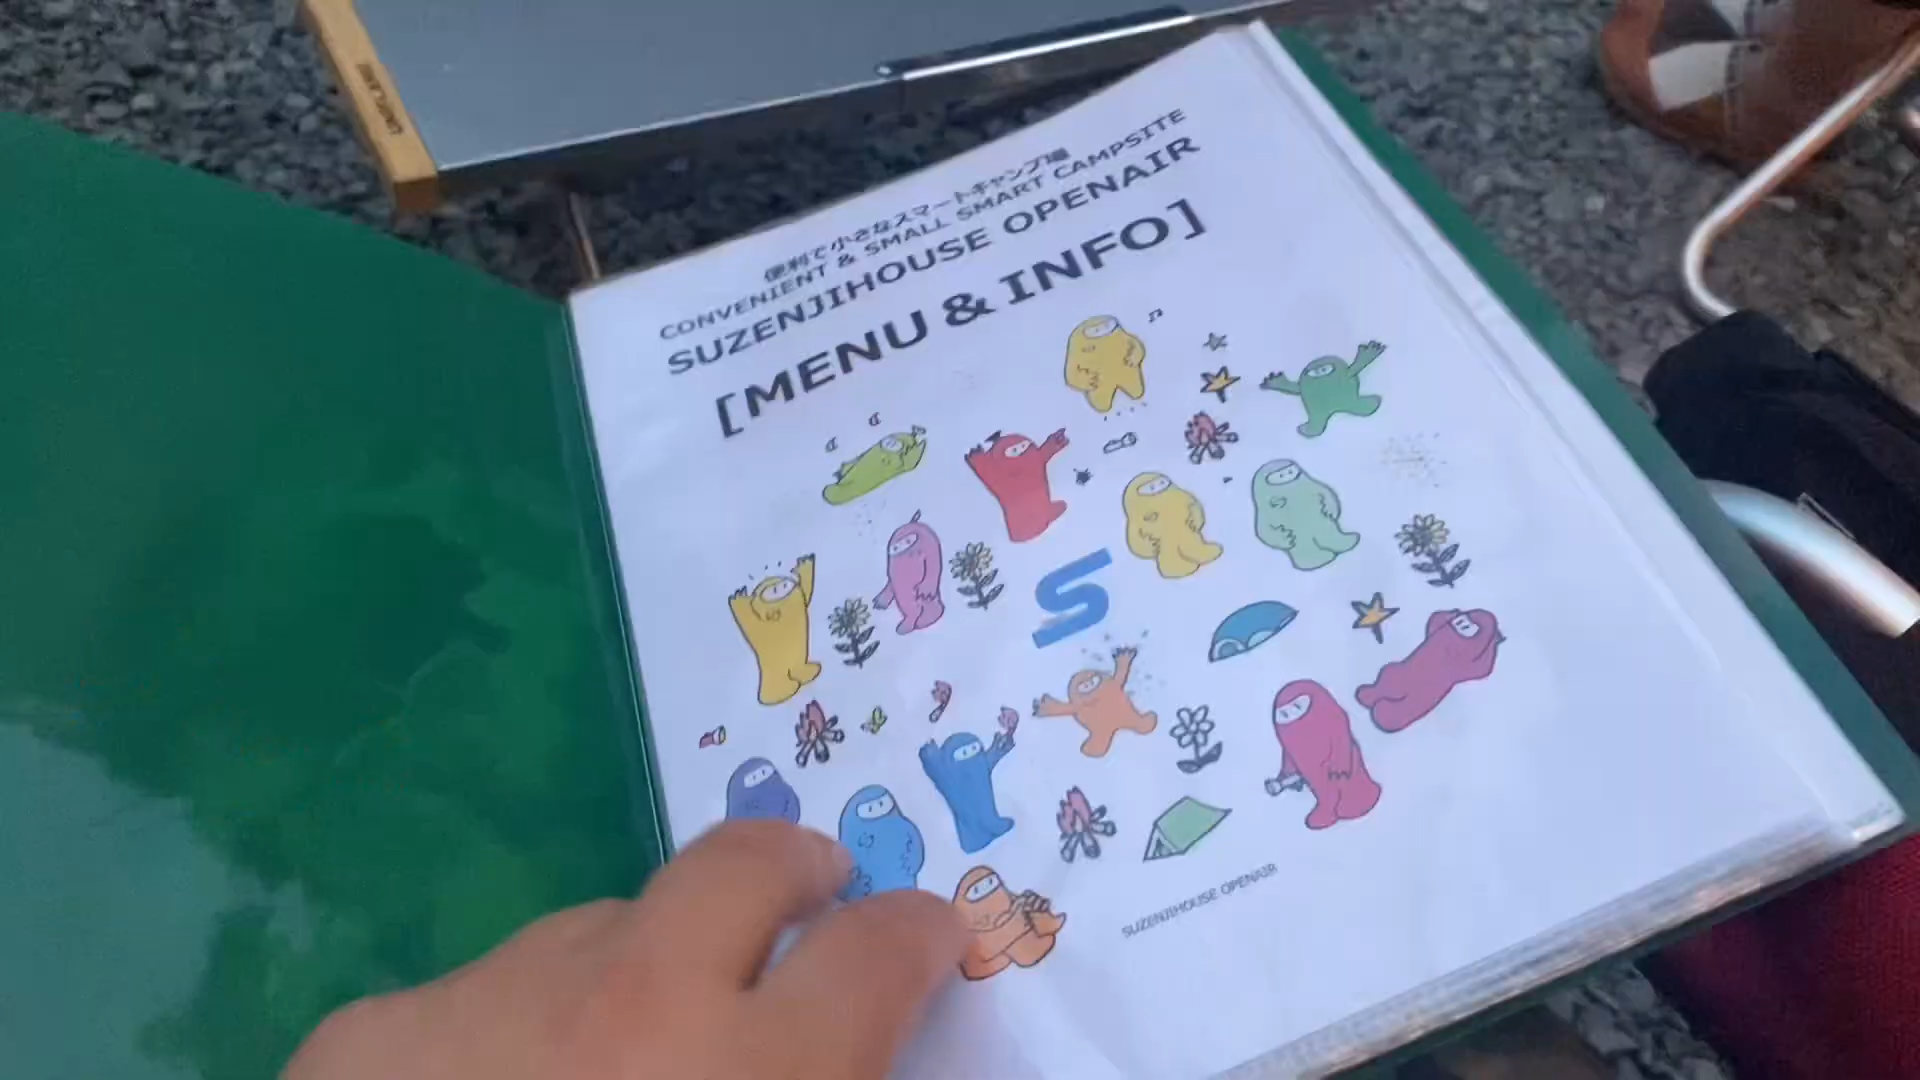 便利で小さなスマートキャンプ場
CONVENIENT & SMALL SMART CAMPSITE
SUZENJIHOUSE OPENAIR
[MENU & INFO]
S
SUZENJIHOUSE OPENAIR
UNIFLAME